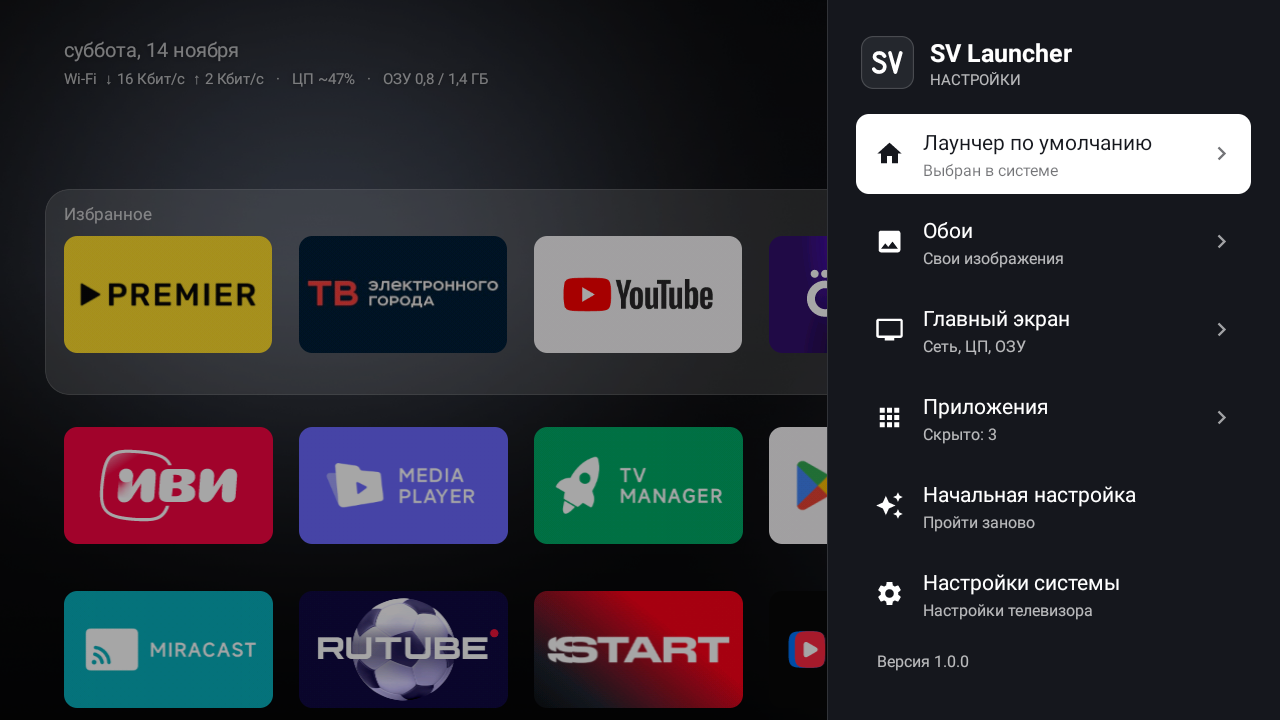 суббота, 14 ноября
Wi-Fi ↓ 16 Кбит/с ↑ 2 Кбит/с · ЦП ~47% · ОЗУ 0,8 / 1,4 ГБ
Избранное
PREMIER
ТВ ЭЛЕКТРОННОГО ГОРОДА
YouTube
иви
MEDIA
PLAYER
TV
MANAGER
MIRACAST
RUTUBE
START
SV
SV Launcher
НАСТРОЙКИ
Лаунчер по умолчанию
Выбран в системе
Обои
Свои изображения
Главный экран
Сеть, ЦП, ОЗУ
Приложения
Скрыто: 3
Начальная настройка
Пройти заново
Настройки системы
Настройки телевизора
Версия 1.0.0